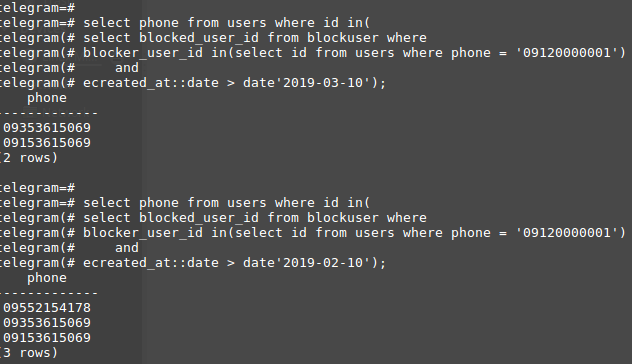 telegram=#
telegram=# select phone from users where id in(
telegram(# select blocked_user_id from blockuser where
telegram(# blocker_user_id in(select id from users where phone = '09120000001')
telegram(#     and
telegram(# ecreated_at::date > date'2019-03-10');
phone
-------------
09353615069
09153615069
(2 rows)
telegram=#
telegram=# select phone from users where id in(
telegram(# select blocked_user_id from blockuser where
telegram(# blocker_user_id in(select id from users where phone = '09120000001')
telegram(#     and
telegram(# ecreated_at::date > date'2019-02-10');
phone
-------------
09552154178
09353615069
09153615069
(3 rows)